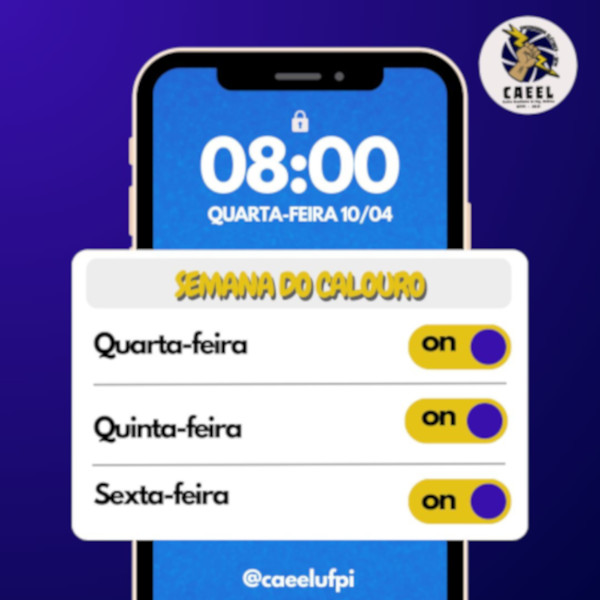 CAEEL
08:00
QUARTA-FEIRA 10/04
SEMANA DO CALOURO
Quarta-feira on
Quinta-feira on
Sexta-feira on
@caeelufpi